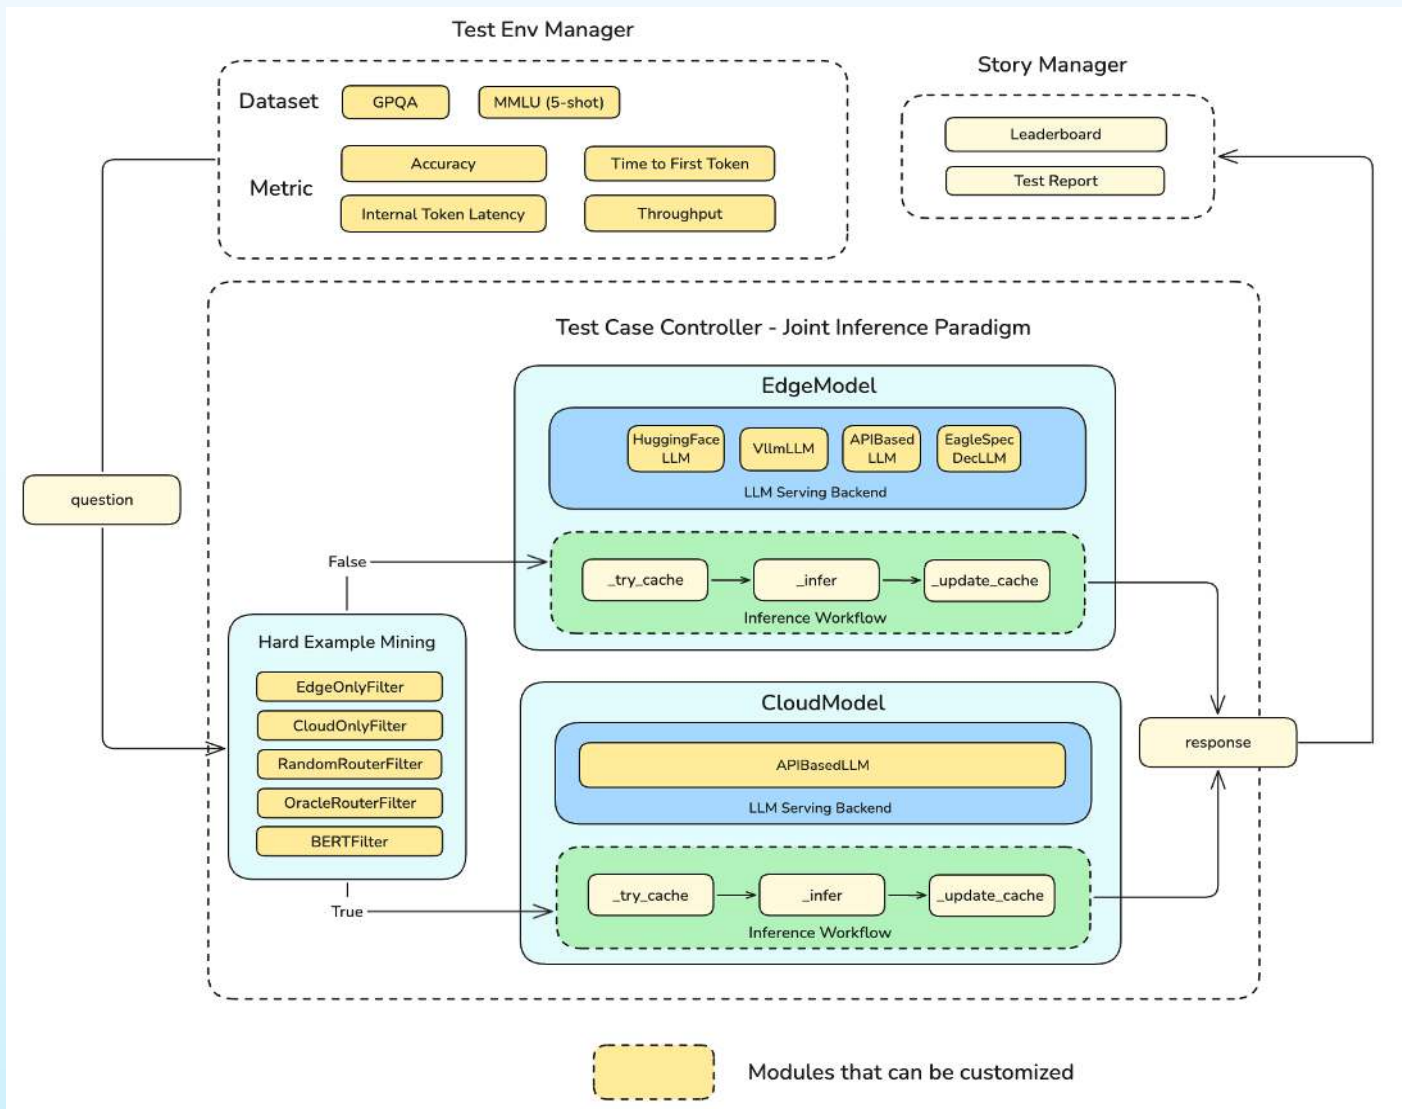 Test Env Manager
Dataset
GPQA
MMLU (5-shot)
Metric
Accuracy
Time to First Token
Internal Token Latency
Throughput
Story Manager
Leaderboard
Test Report
question
Test Case Controller - Joint Inference Paradigm
EdgeModel
HuggingFace
LLM
VllmLLM
APIBased
LLM
EagleSpec
DecLLM
LLM Serving Backend
False
_try_cache
_infer
_update_cache
Inference Workflow
Hard Example Mining
EdgeOnlyFilter
CloudOnlyFilter
RandomRouterFilter
OracleRouterFilter
BERTFilter
True
CloudModel
APIBasedLLM
LLM Serving Backend
_try_cache
_infer
_update_cache
Inference Workflow
response
Modules that can be customized